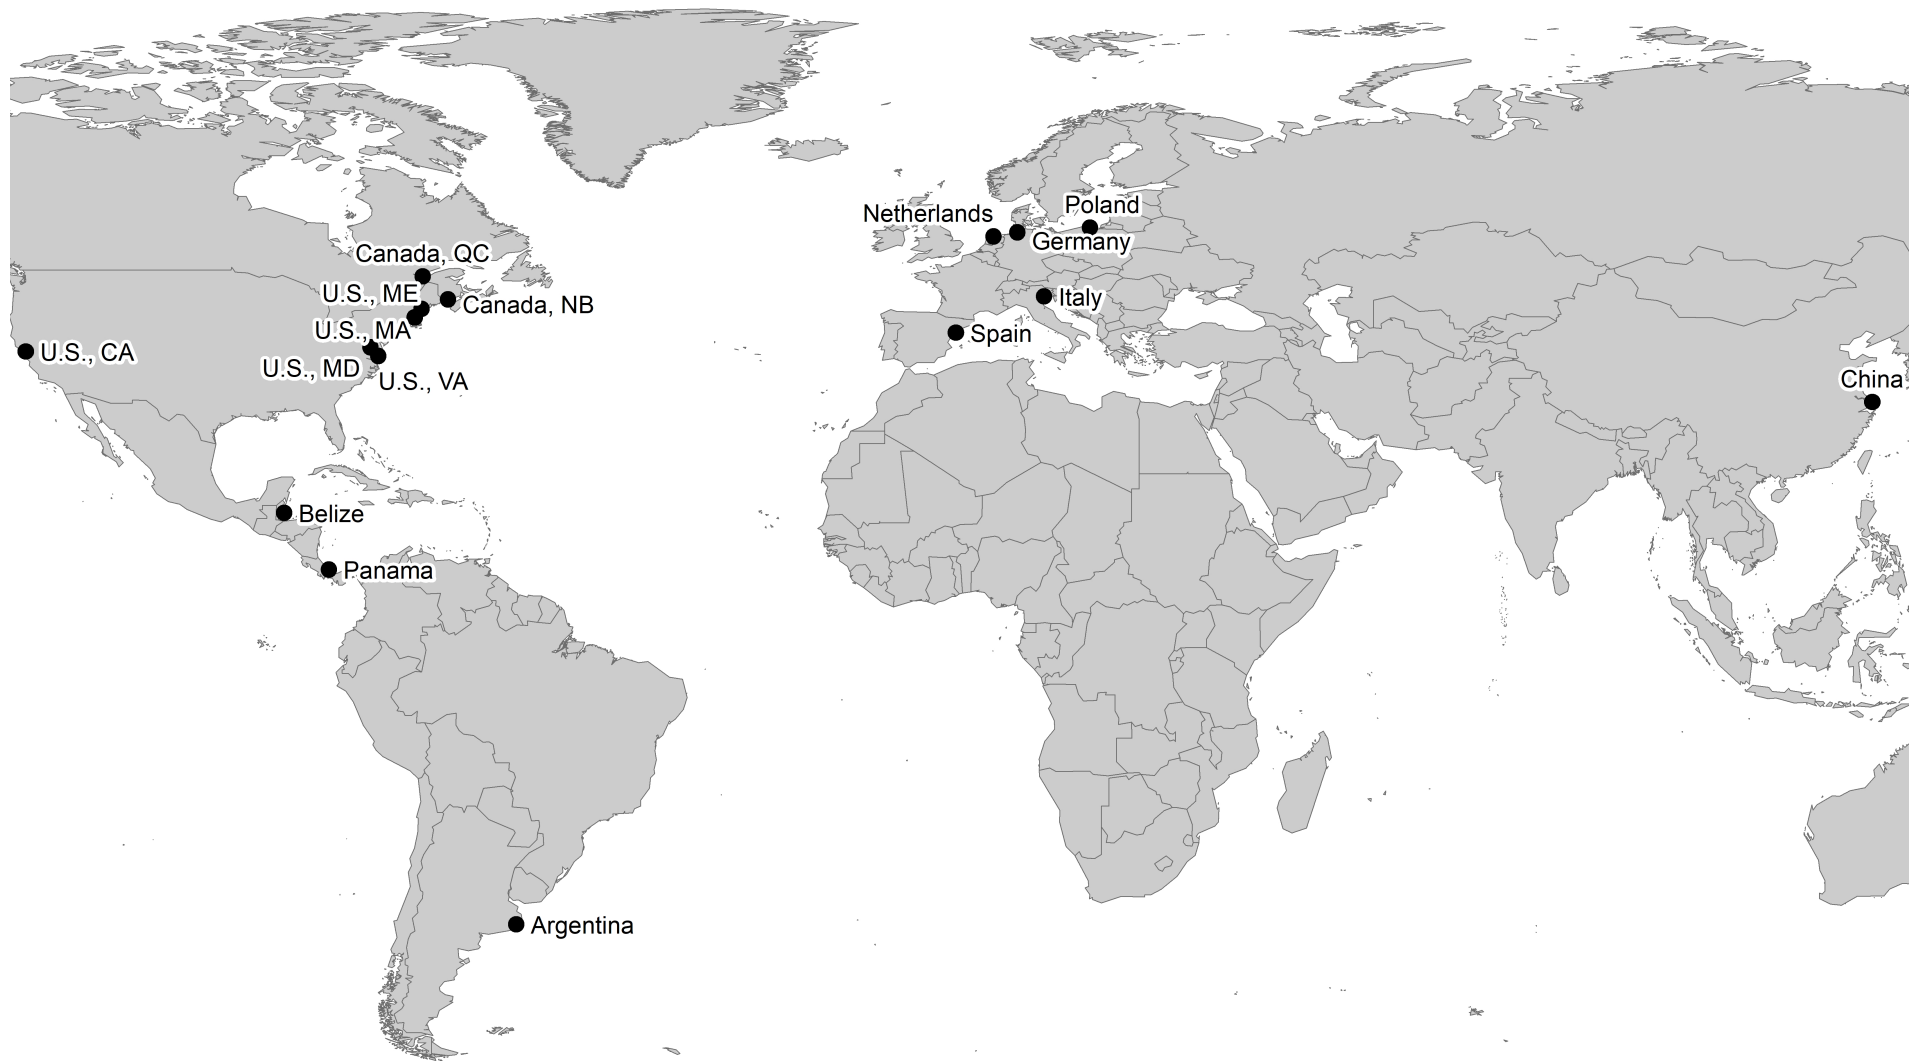 Poland
Netherlands
Germany
Canada, QC
U.S., ME
Italy
Canada, NB
U.S., MA
Spain
U.S., CA
U.S., MD
China
U.S., VA
Belize
Panama
Argentina